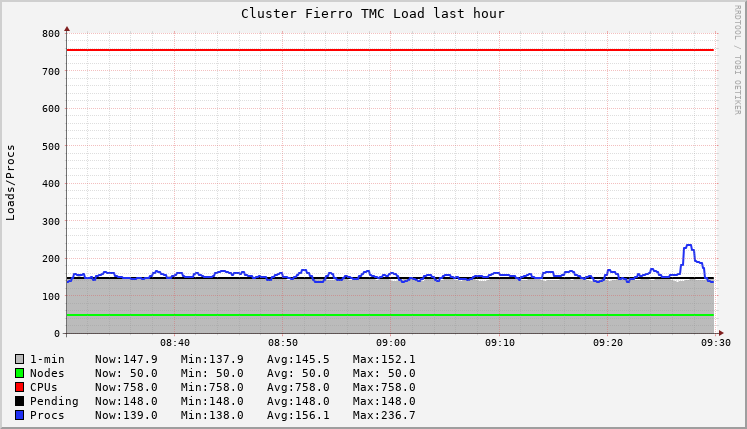 Cluster Fierro TMC Load last hour
RRDTOOL / TOBI OETIKER
Loads/Procs
800
700
600
500
400
300
200
100
0
08:40 08:50 09:00 09:10 09:20 09:30
1-min Now:147.9 Min:137.9 Avg:145.5 Max:152.1
Nodes Now: 50.0 Min: 50.0 Avg: 50.0 Max: 50.0
CPUs Now:758.0 Min:758.0 Avg:758.0 Max:758.0
Pending Now:148.0 Min:148.0 Avg:148.0 Max:148.0
Procs Now:139.0 Min:138.0 Avg:156.1 Max:236.7